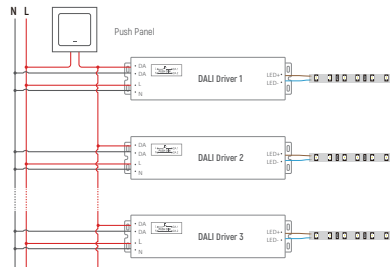 N L
Push Panel
DA
DA
L
N
DALI Driver 1
LED+
LED-
DA
DA
L
N
DALI Driver 2
LED+
LED-
DA
DA
L
N
DALI Driver 3
LED+
LED-